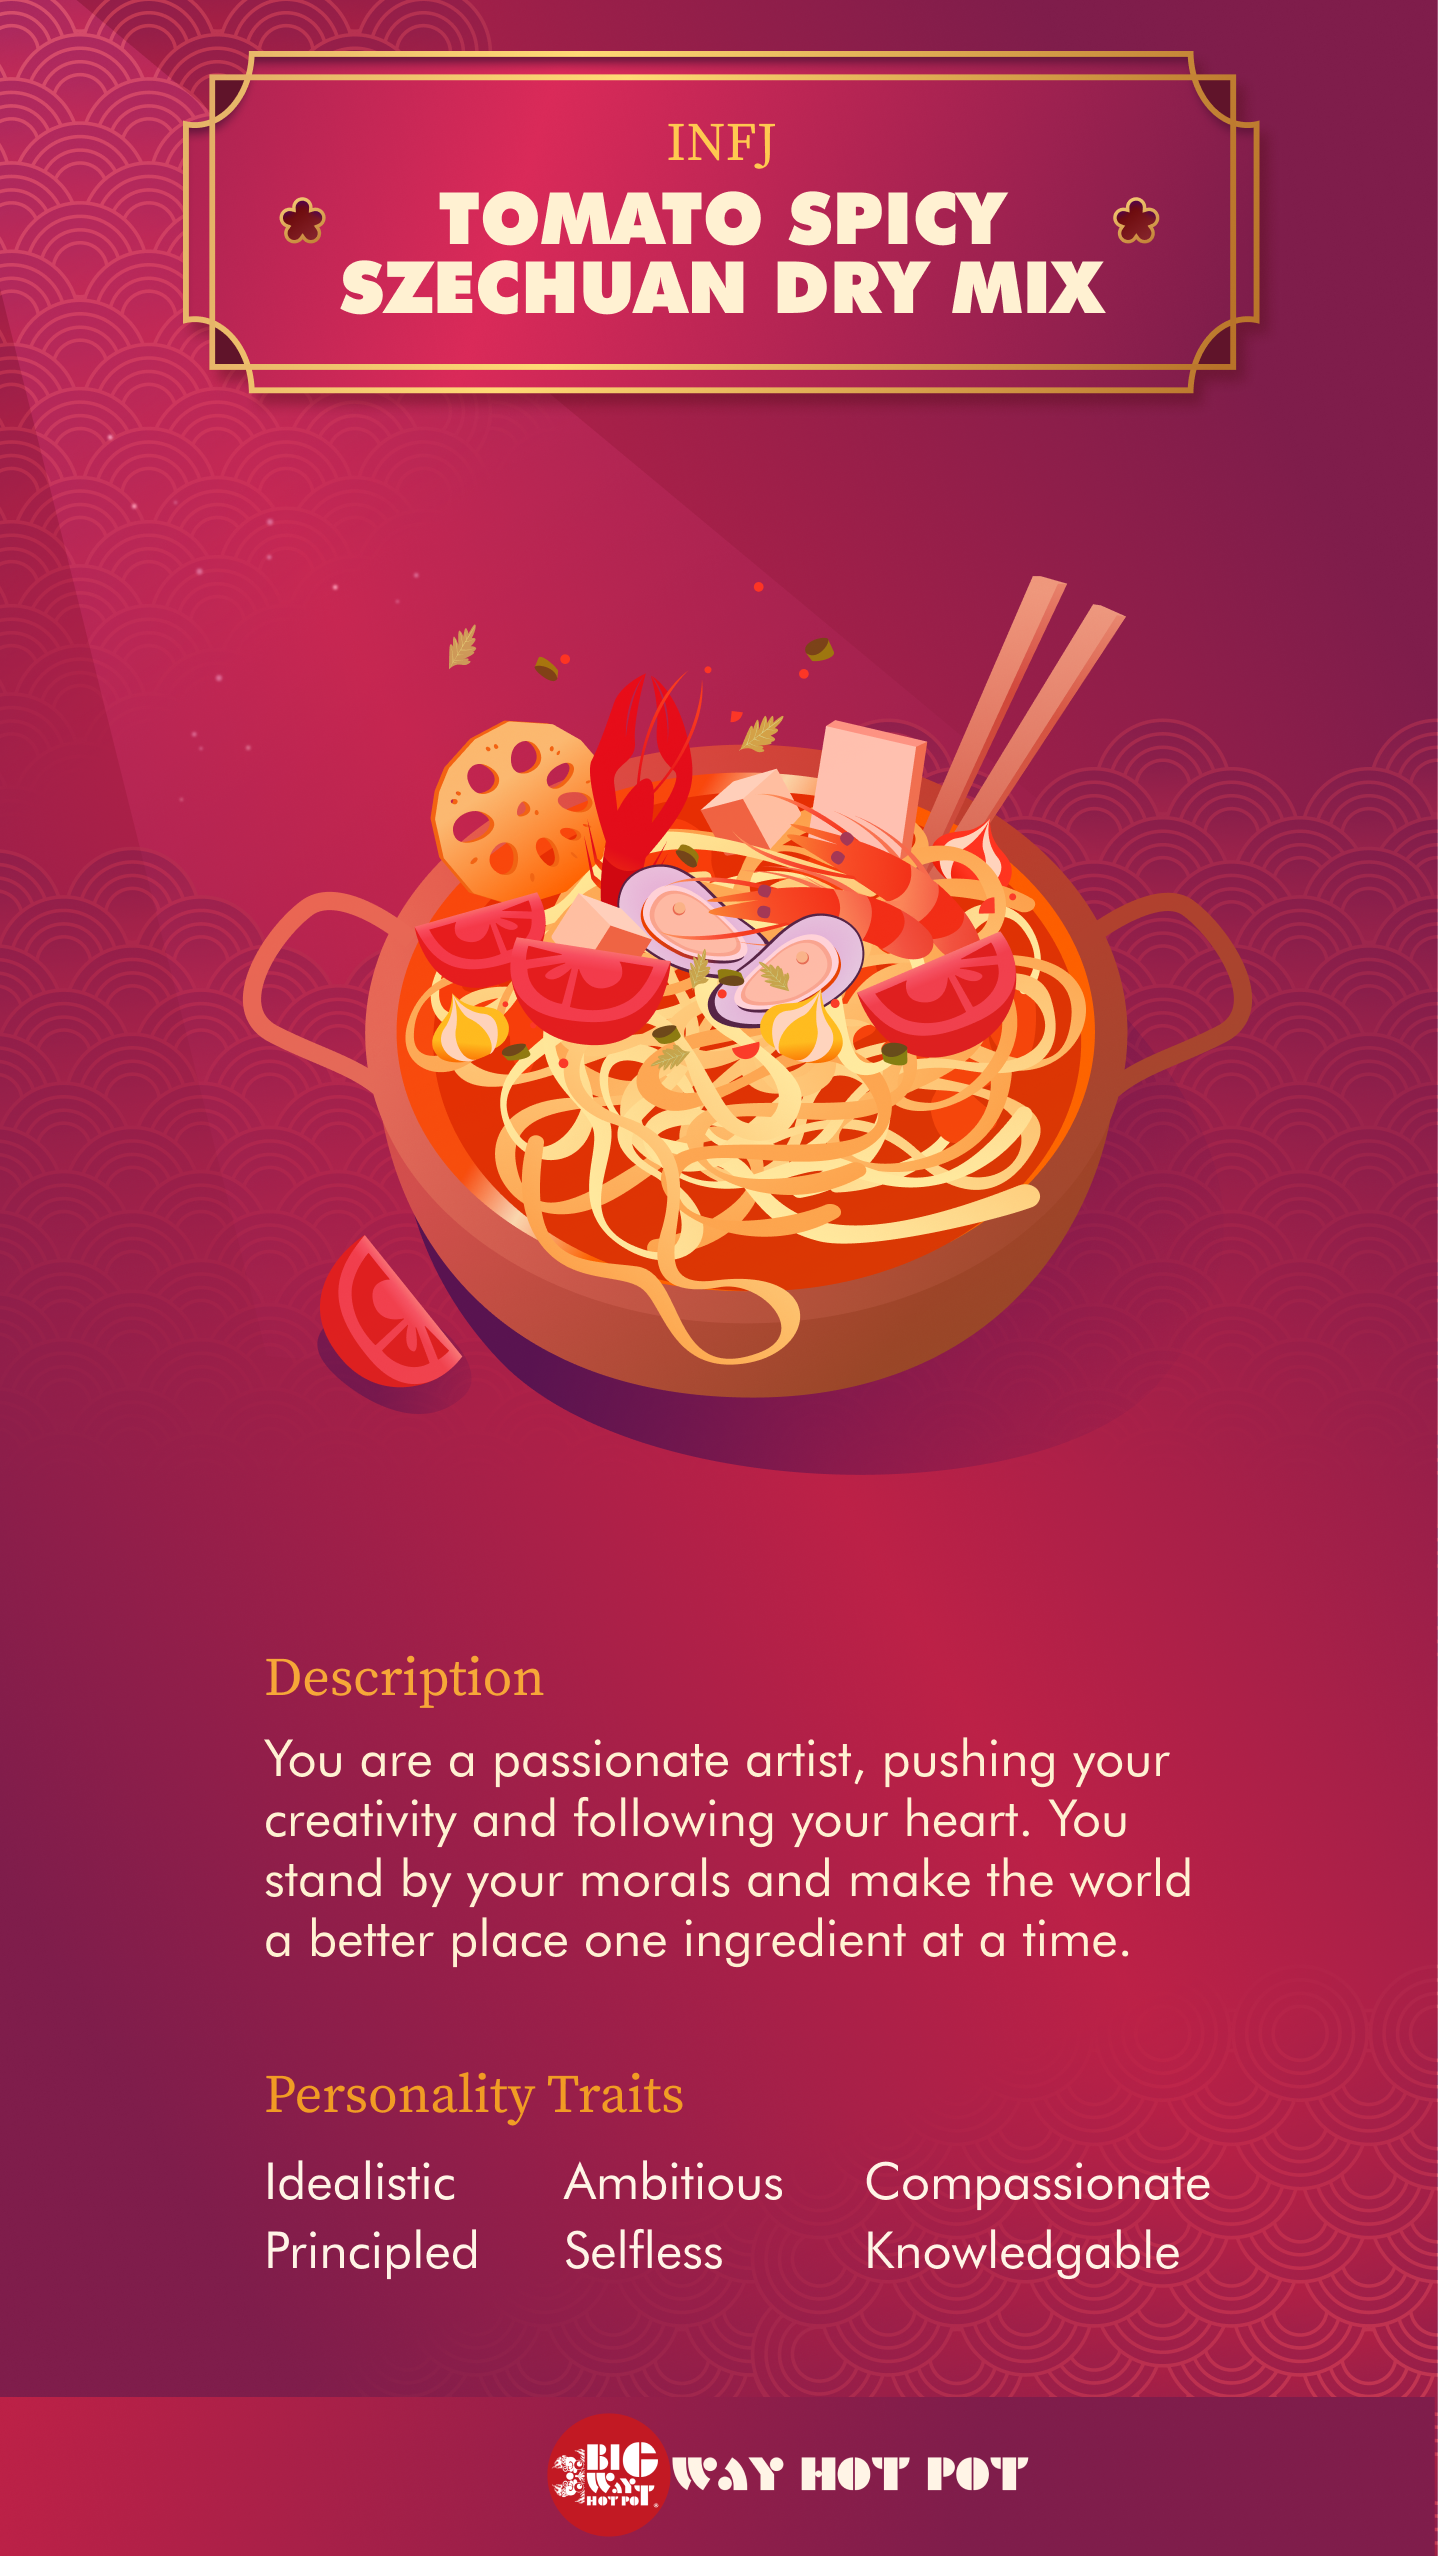 INFJ
TOMATO SPICY
SZECHUAN DRY MIX
Description
You are a passionate artist, pushing your
creativity and following your heart. You
stand by your morals and make the world
a better place one ingredient at a time.
Personality Traits
Idealistic Ambitious Compassionate
Principled Selfless Knowledgable
BIG
WAY
HOT POT
WAY HOT POT